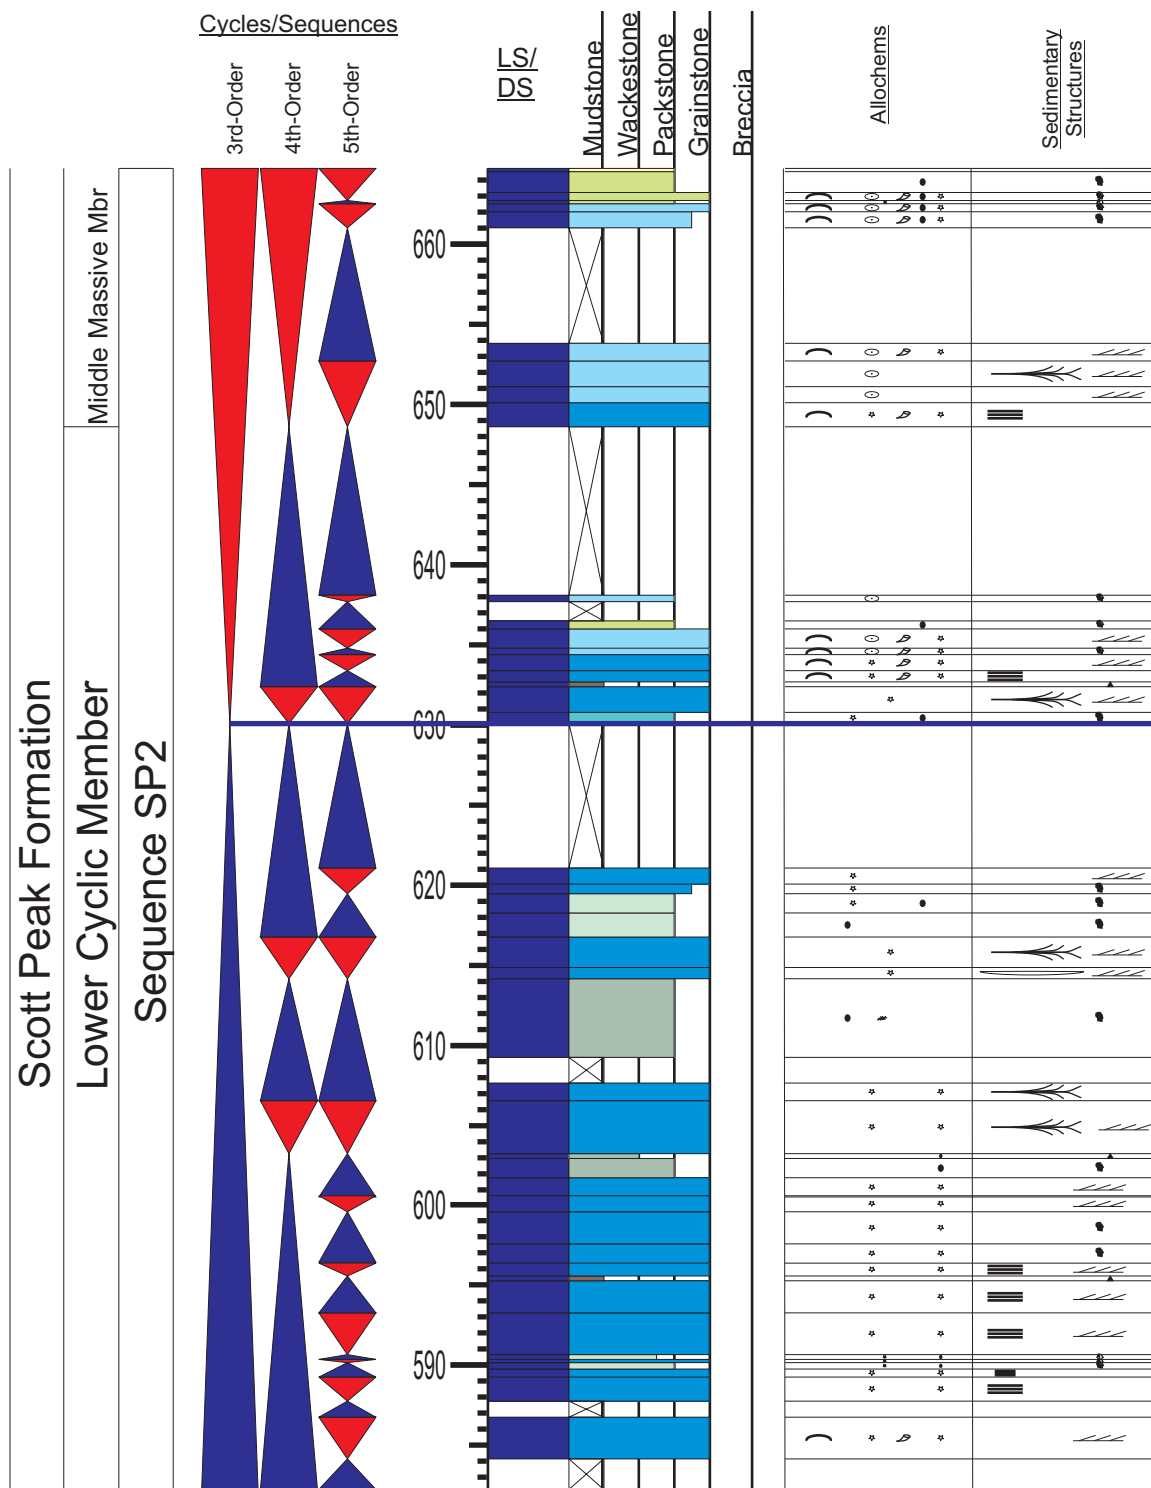 Cycles/Sequences
3rd-Order
4th-Order
5th-Order
LS/
DS
Mudstone
Wackestone
Packstone
Grainstone
Breccia
Allochems
Sedimentary
Structures
Scott Peak Formation
Middle Massive Mbr
Lower Cyclic Member
Sequence SP2
660
650
640
630
620
610
600
590